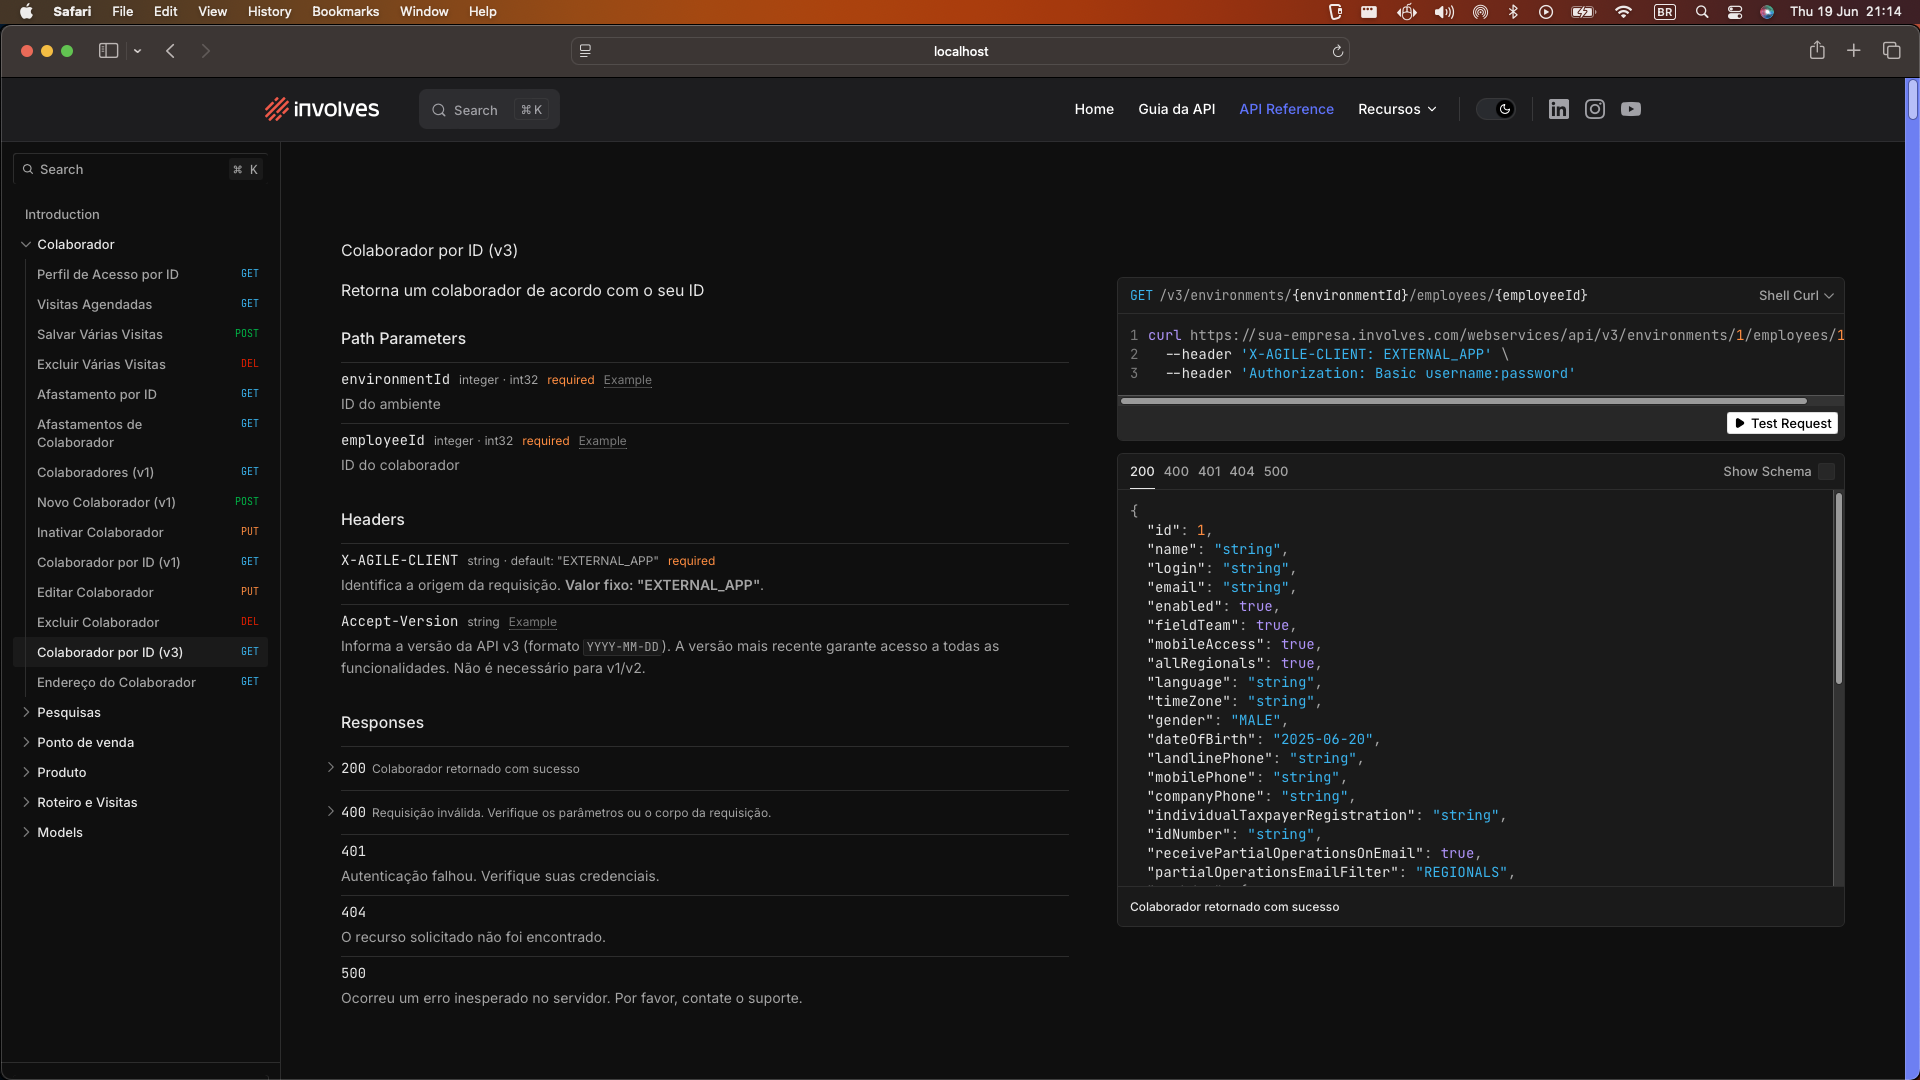 Safari File Edit View History Bookmarks Window Help BR Thu 19 Jun 21:14
localhost
involves Search ⌘ K Home Guia da API API Reference Recursos
Search ⌘ K
Introduction
Colaborador
Perfil de Acesso por ID GET
Visitas Agendadas GET
Salvar Várias Visitas POST
Excluir Várias Visitas DEL
Afastamento por ID GET
Afastamentos de Colaborador GET
Colaboradores (v1) GET
Novo Colaborador (v1) POST
Inativar Colaborador PUT
Colaborador por ID (v1) GET
Editar Colaborador PUT
Excluir Colaborador DEL
Colaborador por ID (v3) GET
Endereço do Colaborador GET
Pesquisas
Ponto de venda
Produto
Roteiro e Visitas
Models
Colaborador por ID (v3)
Retorna um colaborador de acordo com o seu ID
Path Parameters
environmentId integer · int32 required Example
ID do ambiente
employeeId integer · int32 required Example
ID do colaborador
Headers
X-AGILE-CLIENT string · default: "EXTERNAL_APP" required
Identifica a origem da requisição. Valor fixo: "EXTERNAL_APP".
Accept-Version string Example
Informa a versão da API v3 (formato YYYY-MM-DD). A versão mais recente garante acesso a todas as
funcionalidades. Não é necessário para v1/v2.
Responses
200 Colaborador retornado com sucesso
400 Requisição inválida. Verifique os parâmetros ou o corpo da requisição.
401
Autenticação falhou. Verifique suas credenciais.
404
O recurso solicitado não foi encontrado.
500
Ocorreu um erro inesperado no servidor. Por favor, contate o suporte.
GET /v3/environments/{environmentId}/employees/{employeeId} Shell Curl
1 curl https://sua-empresa.involves.com/webservices/api/v3/environments/1/employees/1
2 --header 'X-AGILE-CLIENT: EXTERNAL_APP' \
3 --header 'Authorization: Basic username:password'
Test Request
200 400 401 404 500 Show Schema
{
"id": 1,
"name": "string",
"login": "string",
"email": "string",
"enabled": true,
"fieldTeam": true,
"mobileAccess": true,
"allRegionals": true,
"language": "string",
"timeZone": "string",
"gender": "MALE",
"dateOfBirth": "2025-06-20",
"landlinePhone": "string",
"mobilePhone": "string",
"companyPhone": "string",
"individualTaxpayerRegistration": "string",
"idNumber": "string",
"receivePartialOperationsOnEmail": true,
"partialOperationsEmailFilter": "REGIONALS",
Colaborador retornado com sucesso